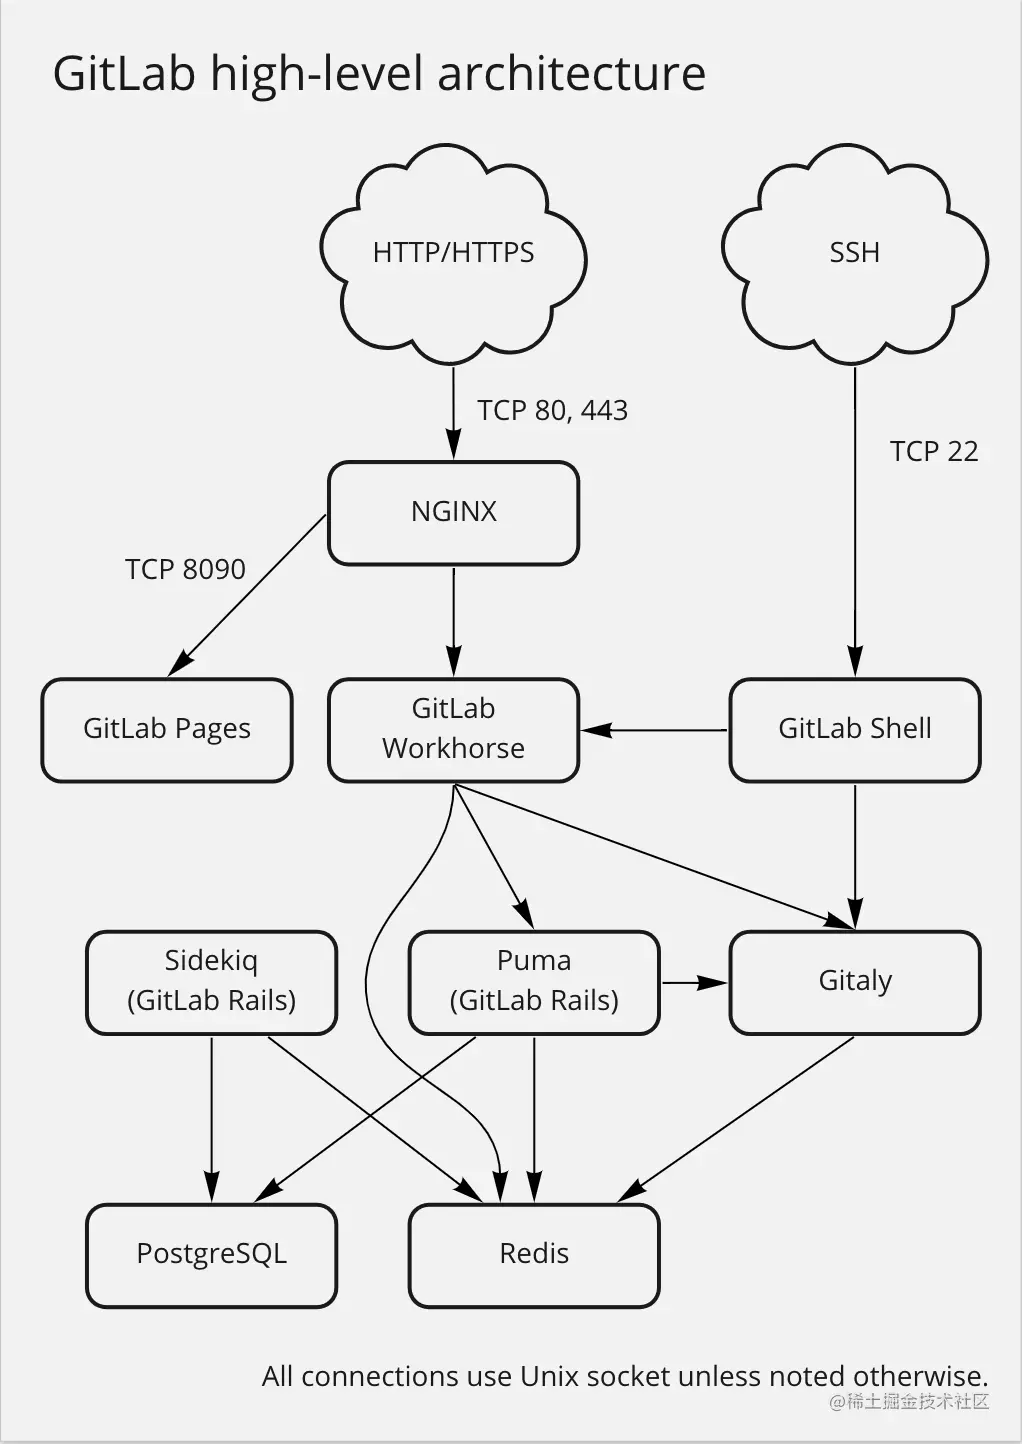 GitLab high-level architecture
HTTP/HTTPS
SSH
TCP 80, 443
TCP 22
NGINX
TCP 8090
GitLab Pages
GitLab
Workhorse
GitLab Shell
Sidekiq
(GitLab Rails)
Puma
(GitLab Rails)
Gitaly
PostgreSQL
Redis
All connections use Unix socket unless noted otherwise.
@稀土掘金技术社区